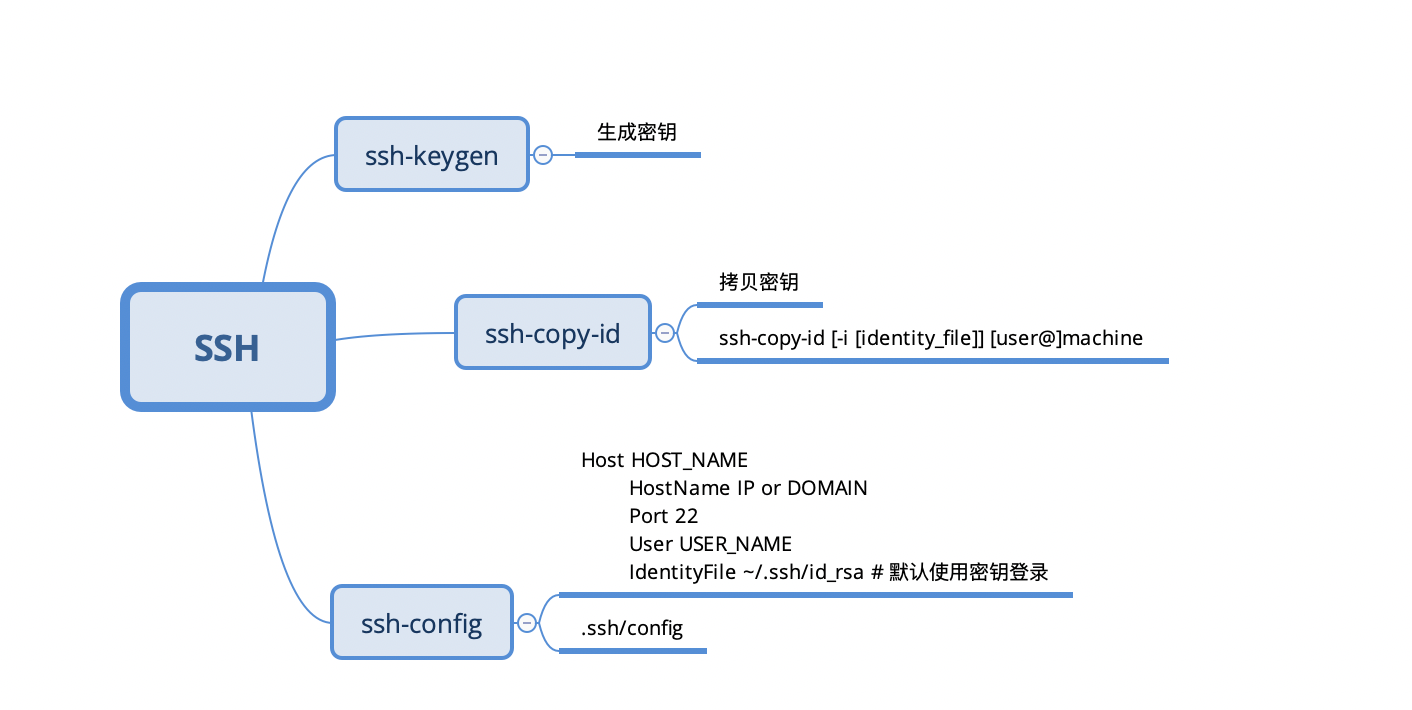 SSH
ssh-keygen
生成密钥
ssh-copy-id
拷贝密钥
ssh-copy-id [-i [identity_file]] [user@]machine
ssh-config
Host HOST_NAME
HostName IP or DOMAIN
Port 22
User USER_NAME
IdentityFile ~/.ssh/id_rsa # 默认使用密钥登录
.ssh/config